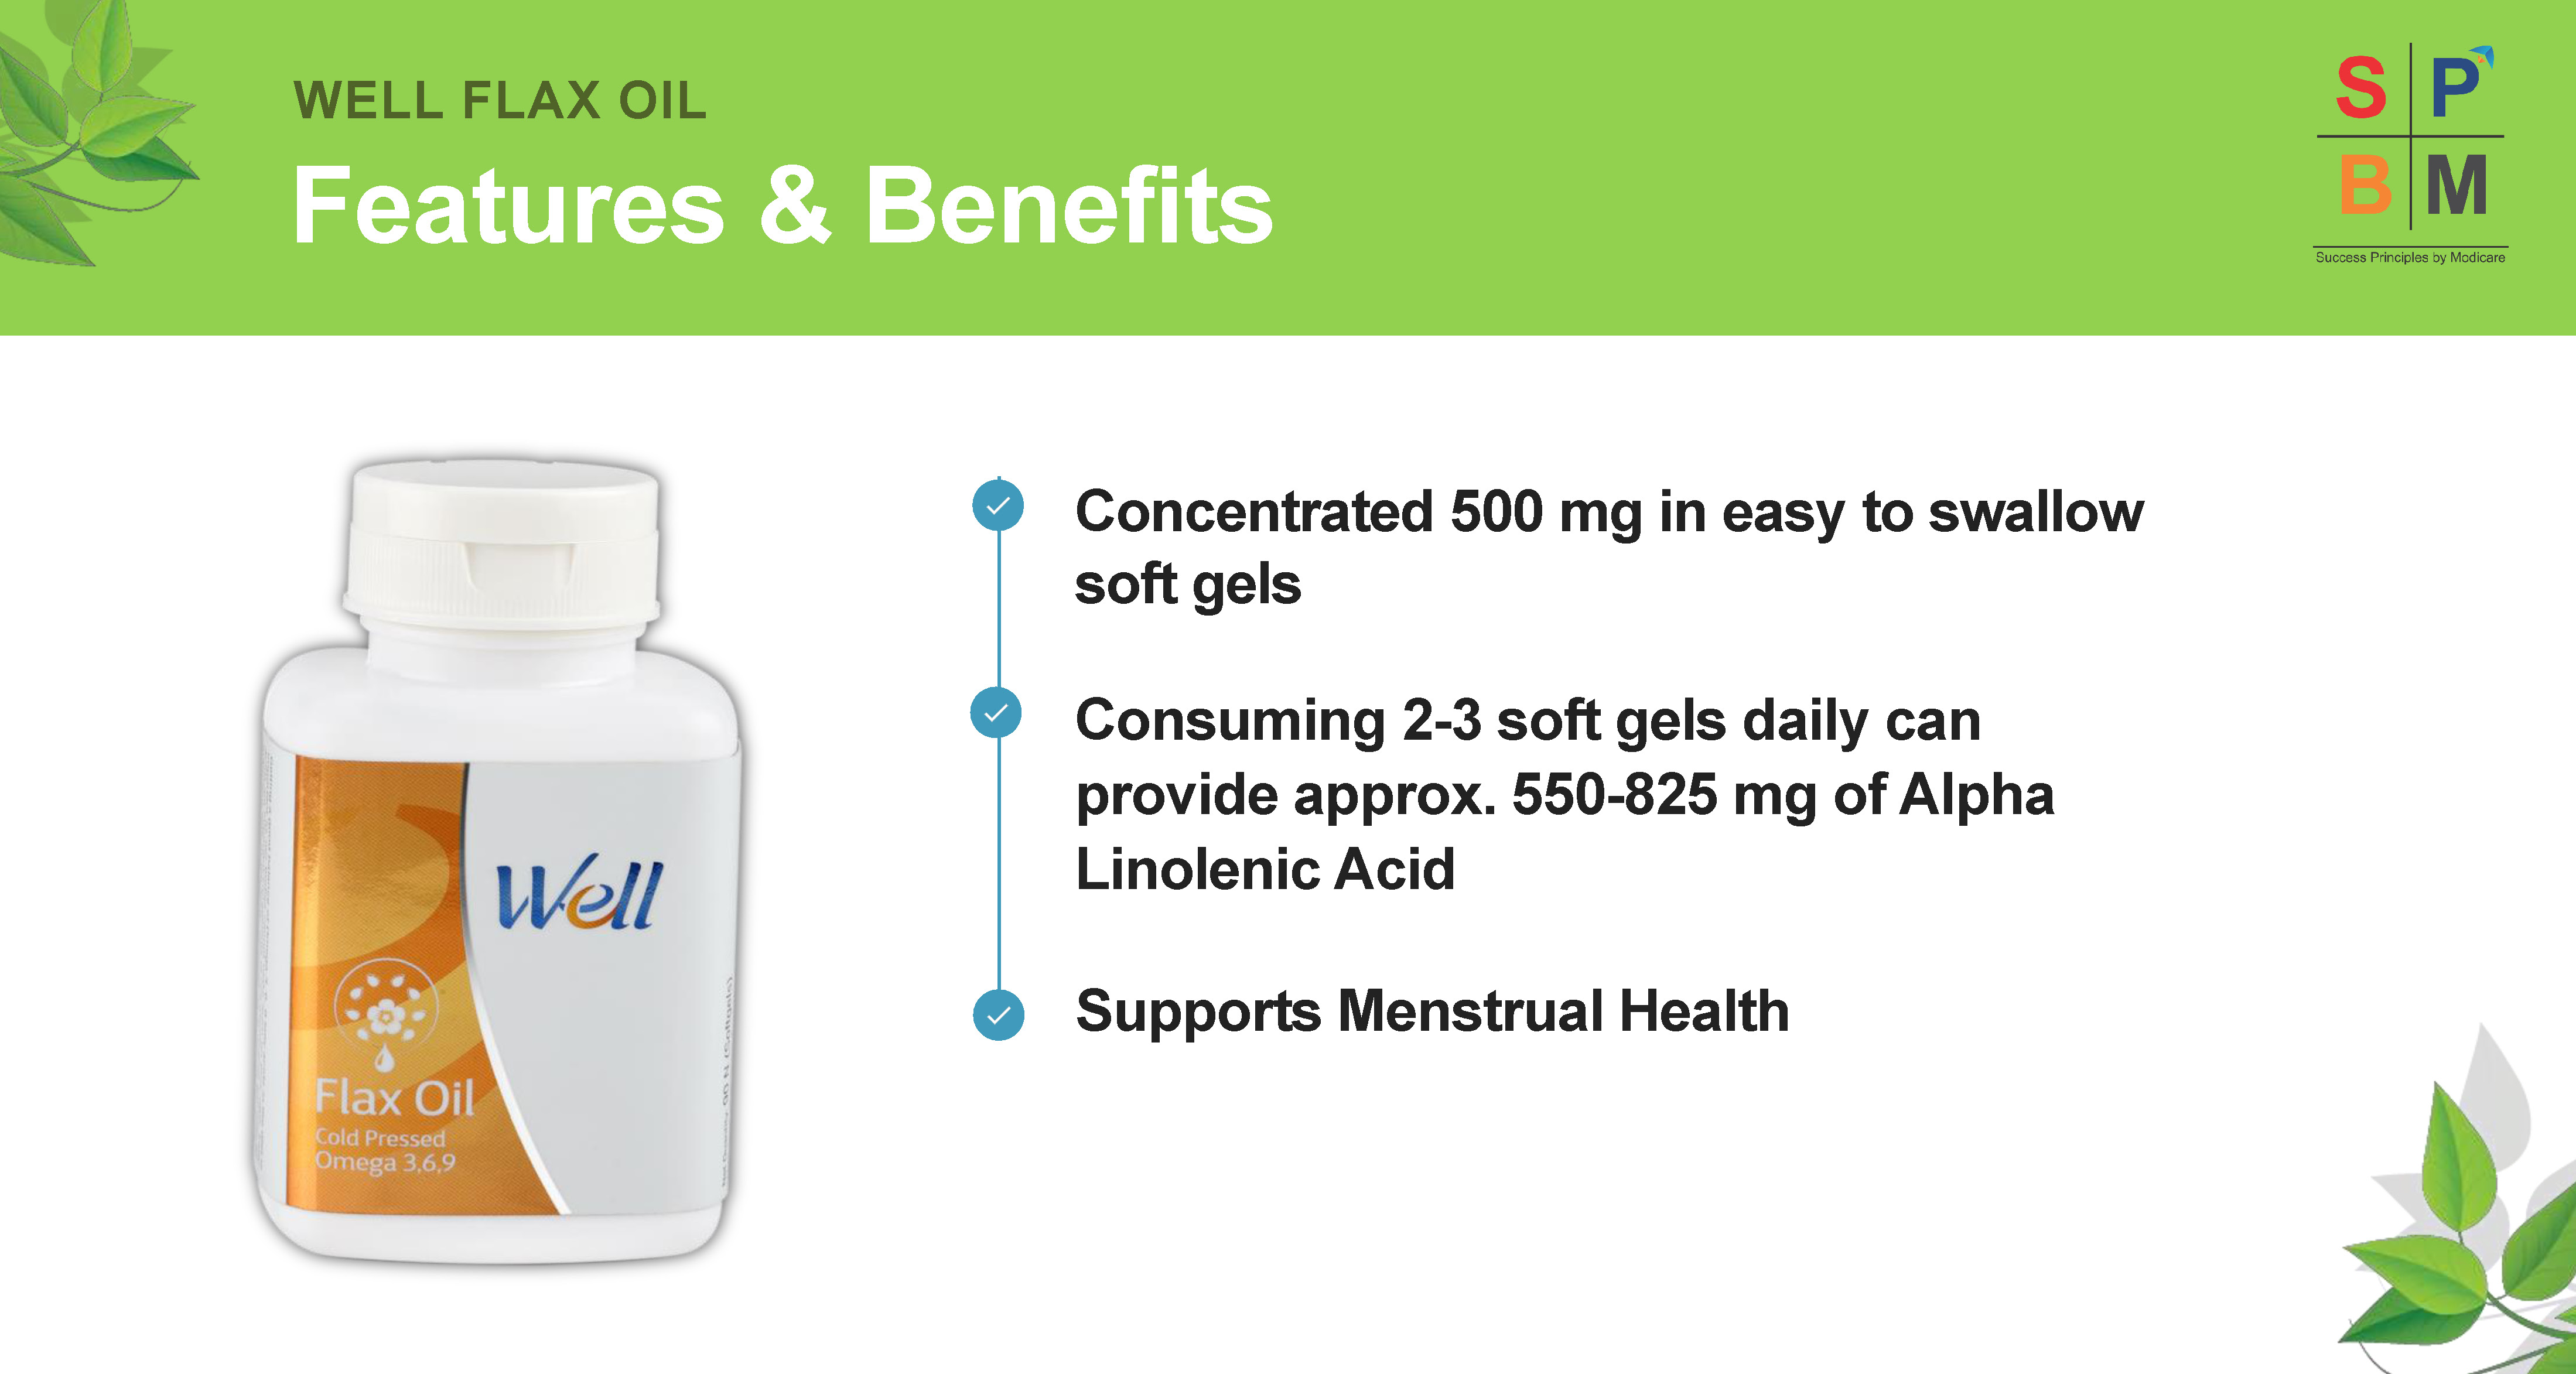 WELL FLAX OIL
Features & Benefits
S P
B M
Success Principles by Modicare
Concentrated 500 mg in easy to swallow
soft gels
Consuming 2-3 soft gels daily can
provide approx. 550-825 mg of Alpha
Linolenic Acid
Supports Menstrual Health
Well
Flax Oil
Cold Pressed
Omega 3,6,9
90 N (Softgels)